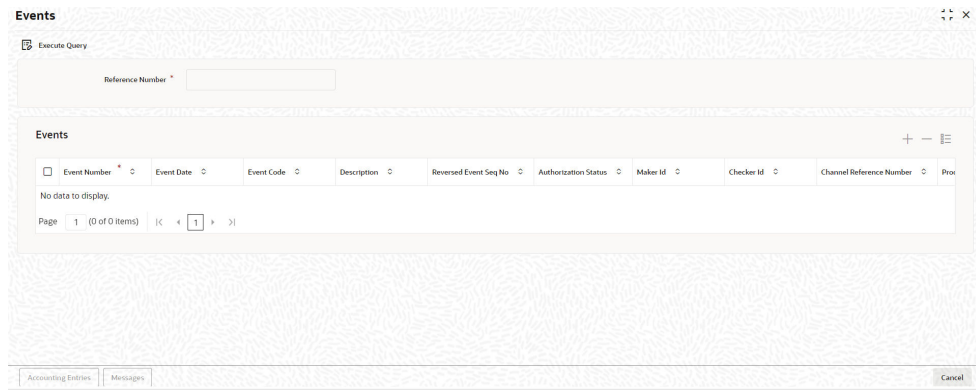 Events
Execute Query
Reference Number *
Events
Event Number * Event Date Event Code Description Reversed Event Seq No Authorization Status Maker Id Checker Id Channel Reference Number
No data to display.
Page 1 (0 of 0 items) 1
Accounting Entries Messages Cancel